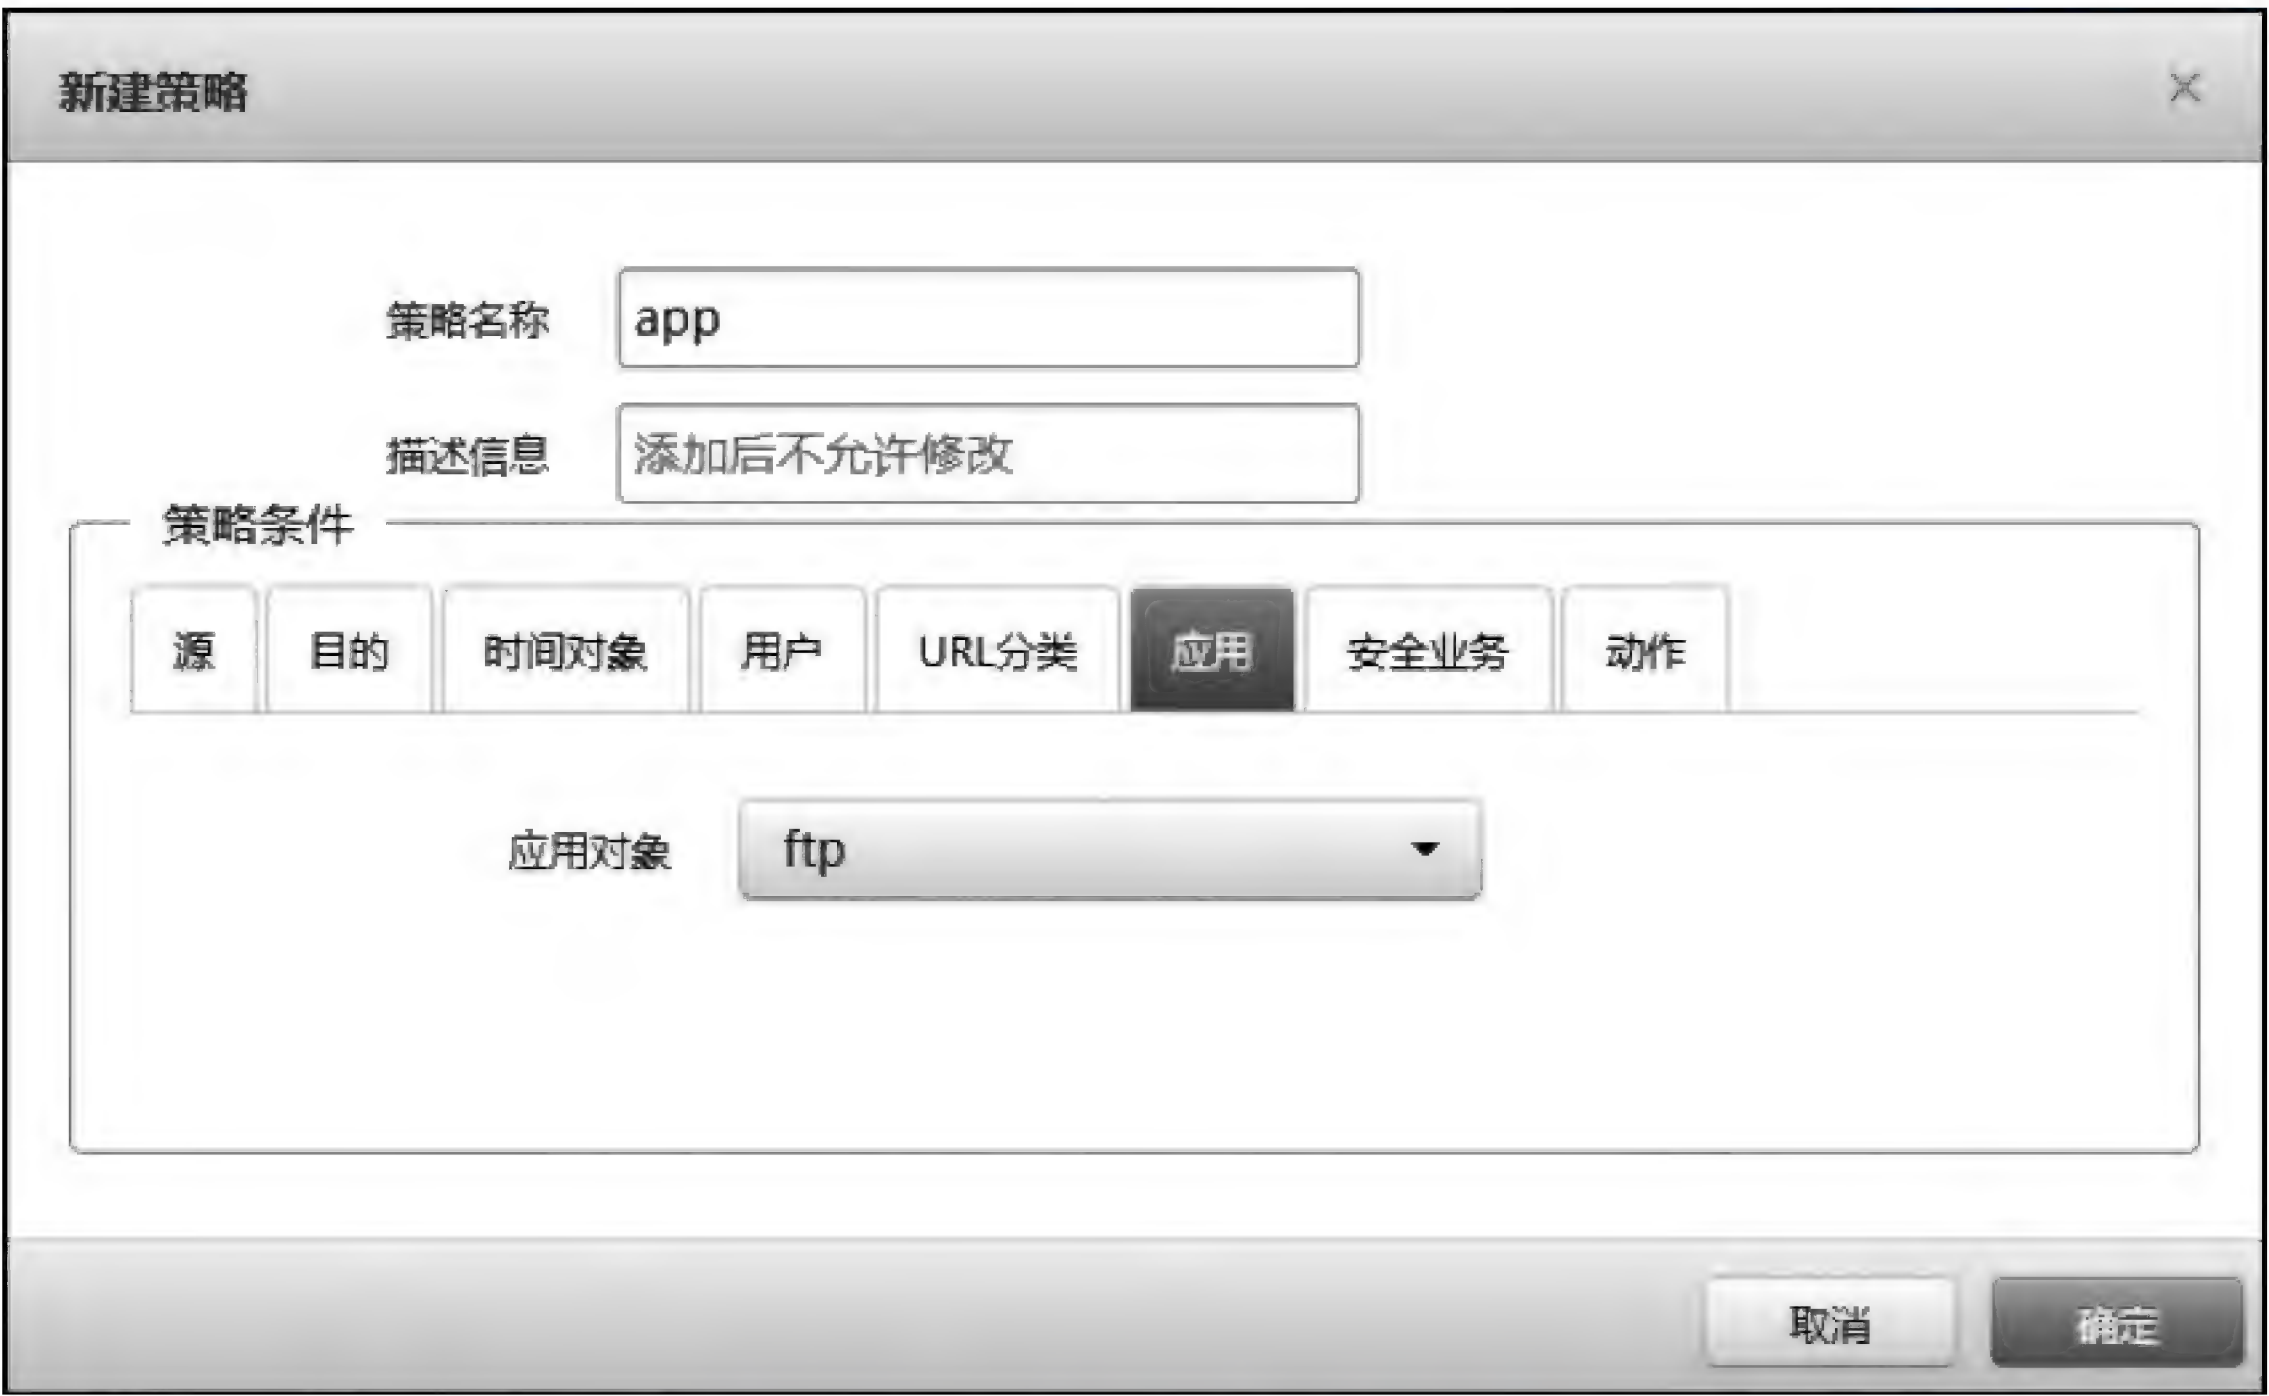 新建策略
策略名称 app
描述信息 添加后不允许修改
策略条件
源 目的 时间对象 用户 URL分类 应用 安全业务 动作
应用对象 ftp
取消 确定